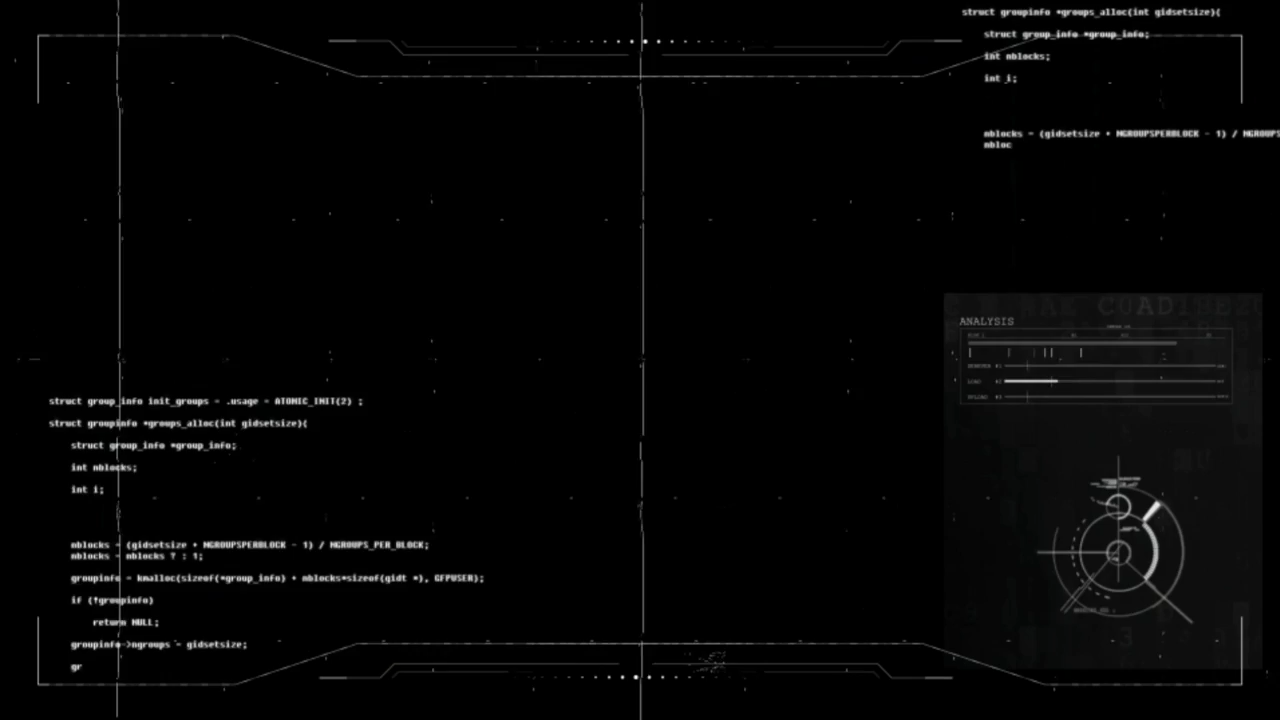 struct groupinfo *groups_alloc(int gidsetsize){
struct group_info *group_info;
int nblocks;
int i;
nblocks = (gidsetsize + NGROUPSPERBLOCK - 1) / NGROUPS
nbloc
ANALYSIS
struct group_info init_groups = .usage = ATOMIC_INIT(2) ;
struct groupinfo *groups_alloc(int gidsetsize){
struct group_info *group_info;
int nblocks;
int i;
nblocks = (gidsetsize + NGROUPSPERBLOCK - 1) / NGROUPS_PER_BLOCK;
nblocks = nblocks ? : 1;
groupinfo = kmalloc(sizeof(*group_info) + nblocks*sizeof(gidt *), GFPUSER);
if (!groupinfo)
return NULL;
groupinfo->ngroups = gidsetsize;
gr